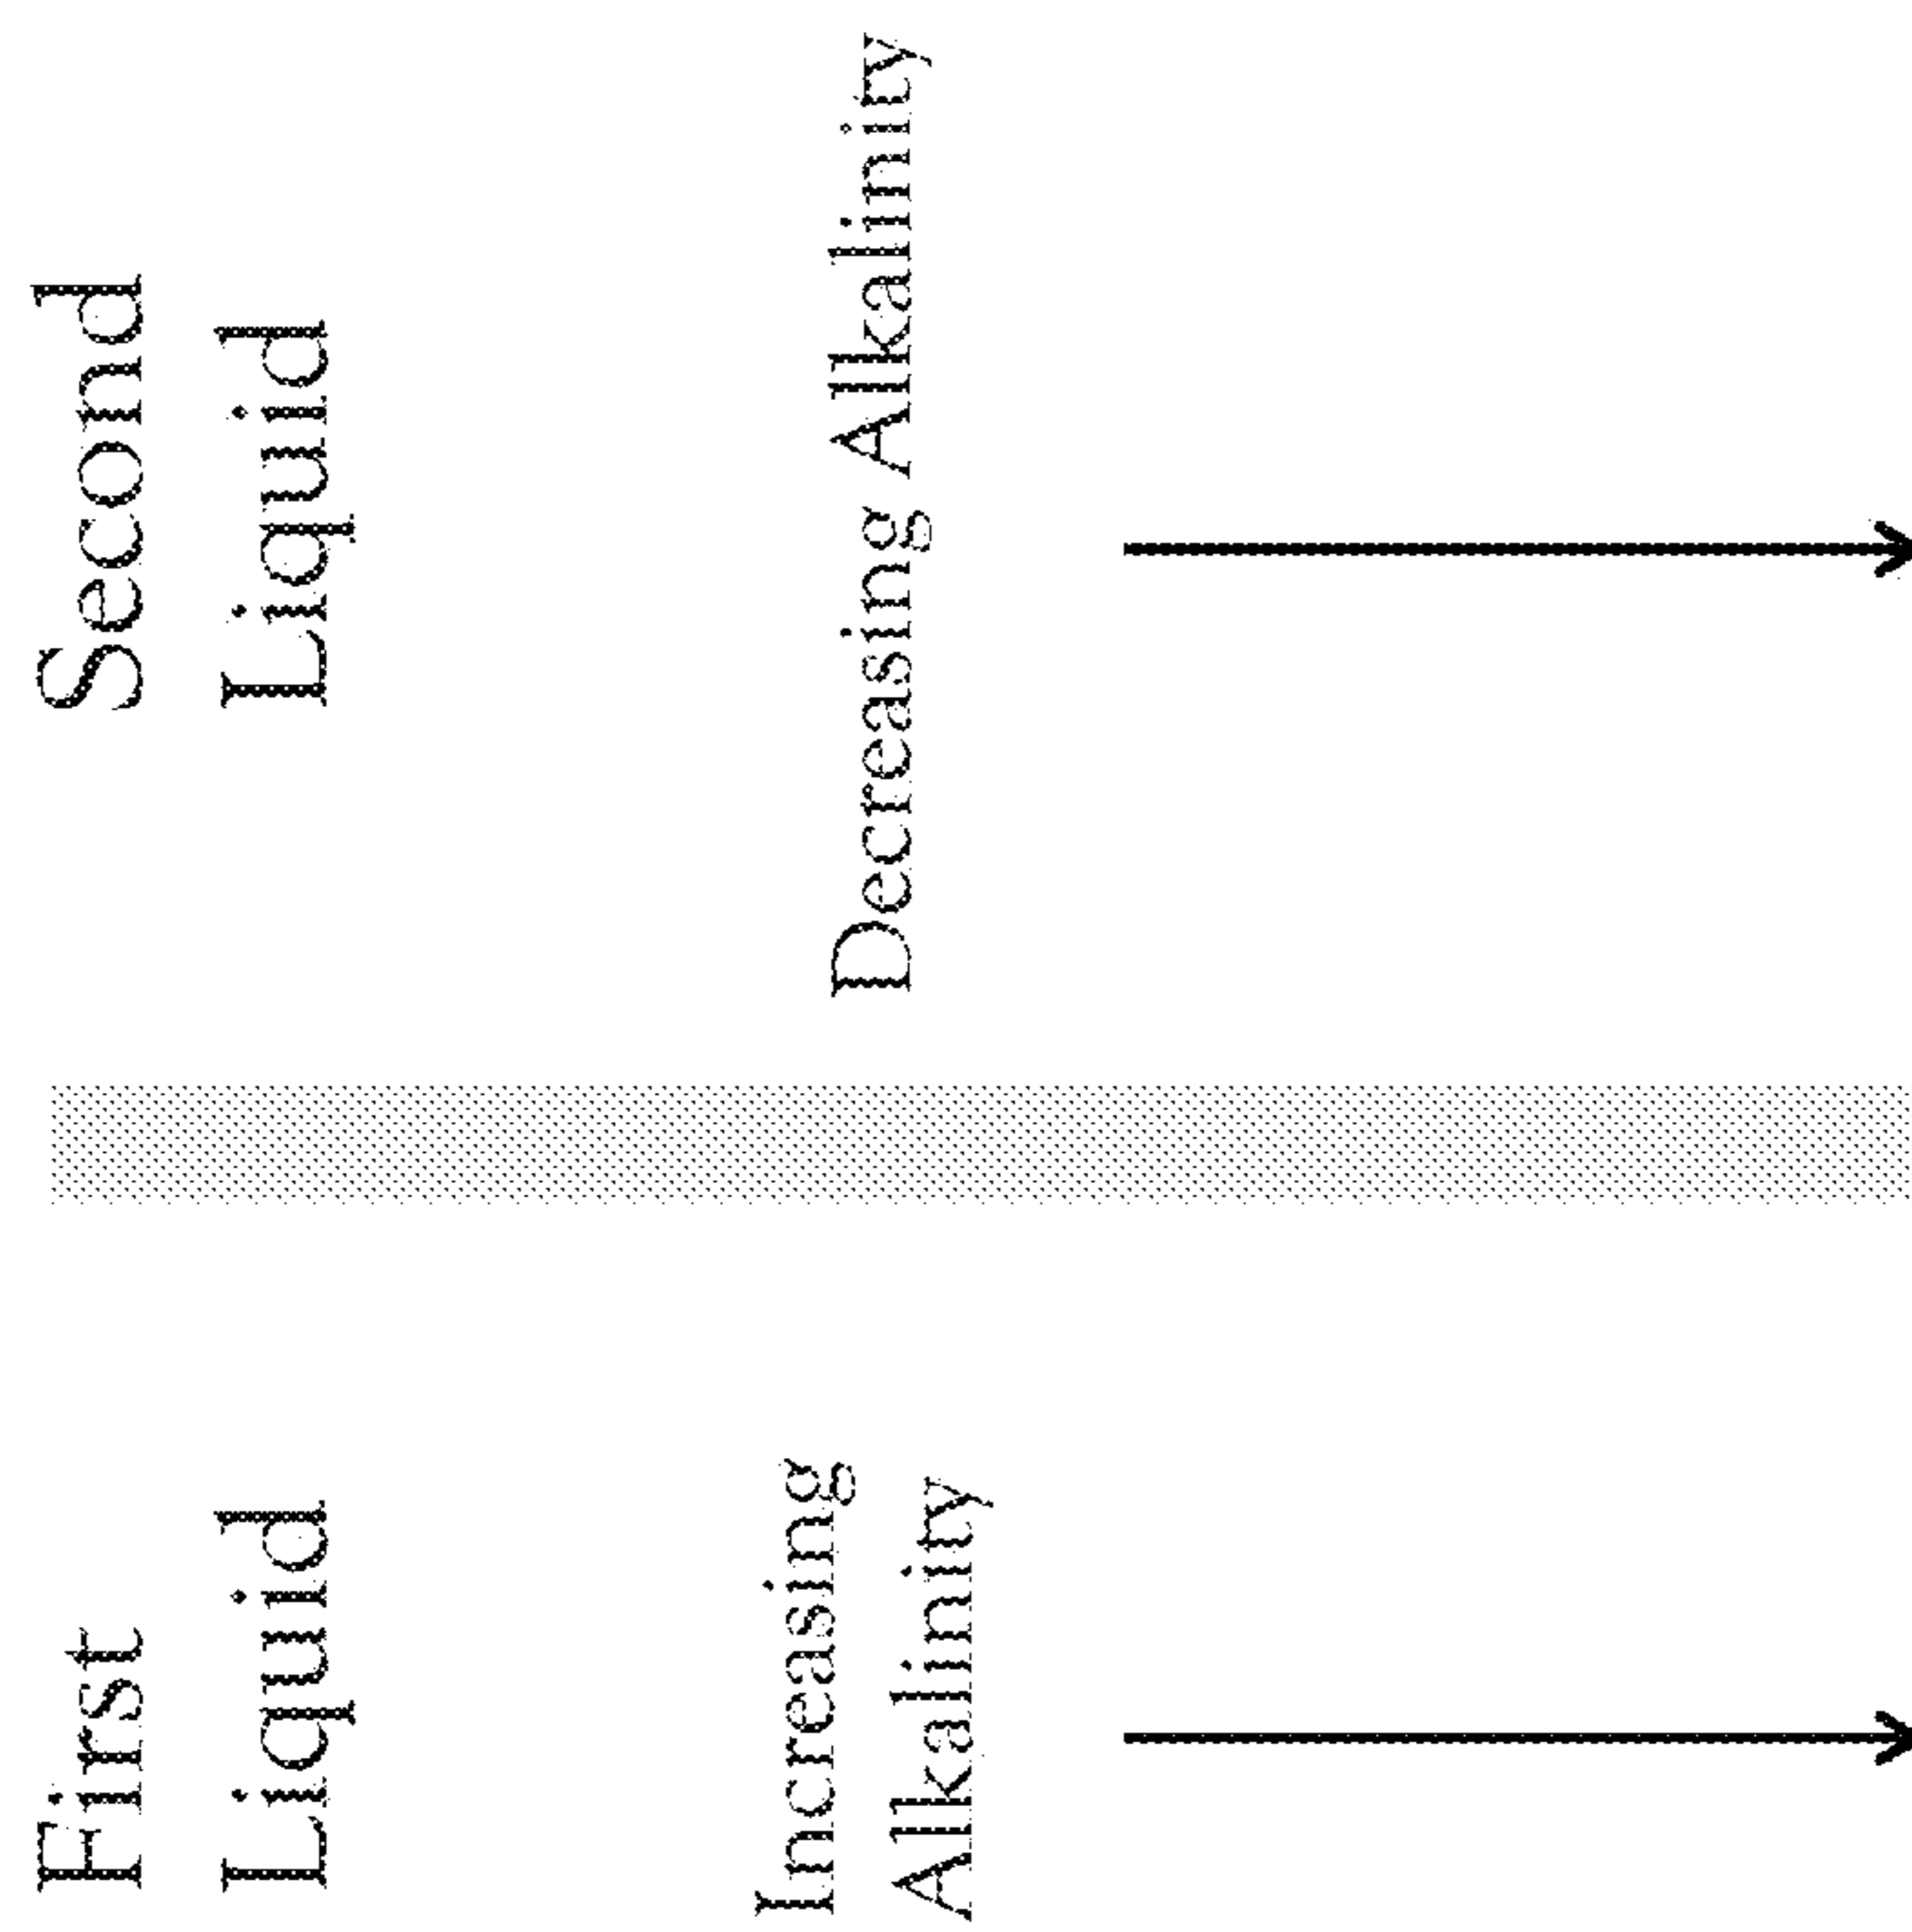 First
Liquid
Second
Liquid
Increasing
Alkalinity
Decreasing Alkalinity